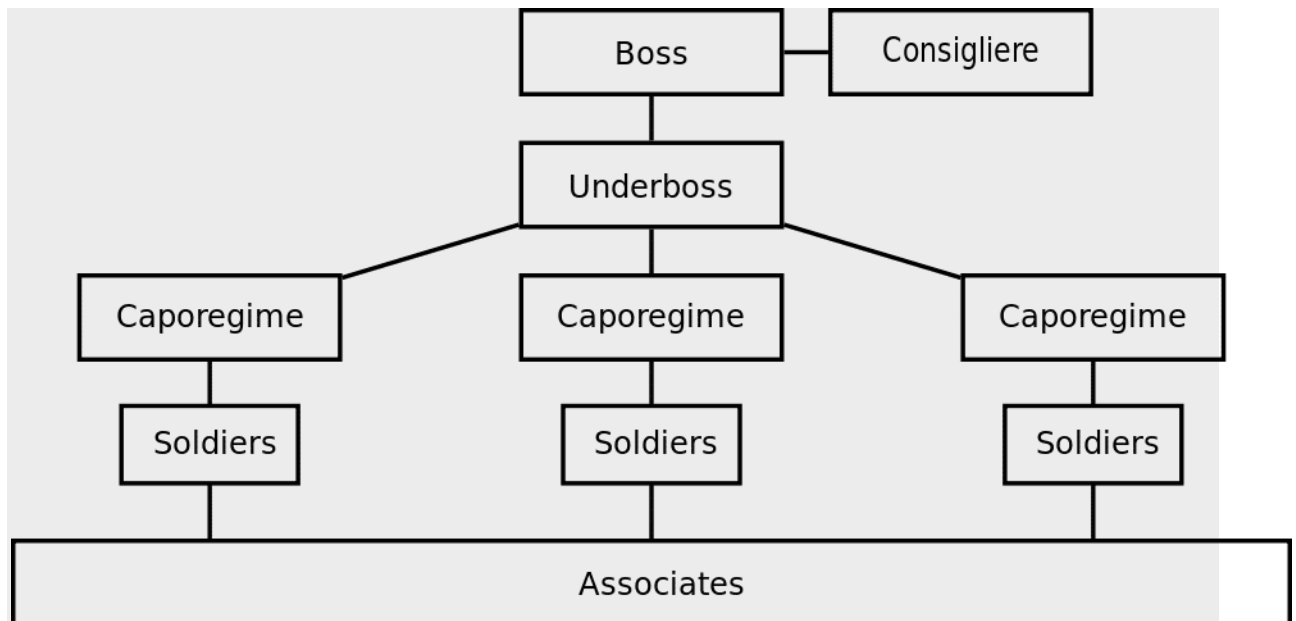 Boss
Consigliere
Underboss
Caporegime
Caporegime
Caporegime
Soldiers
Soldiers
Soldiers
Associates